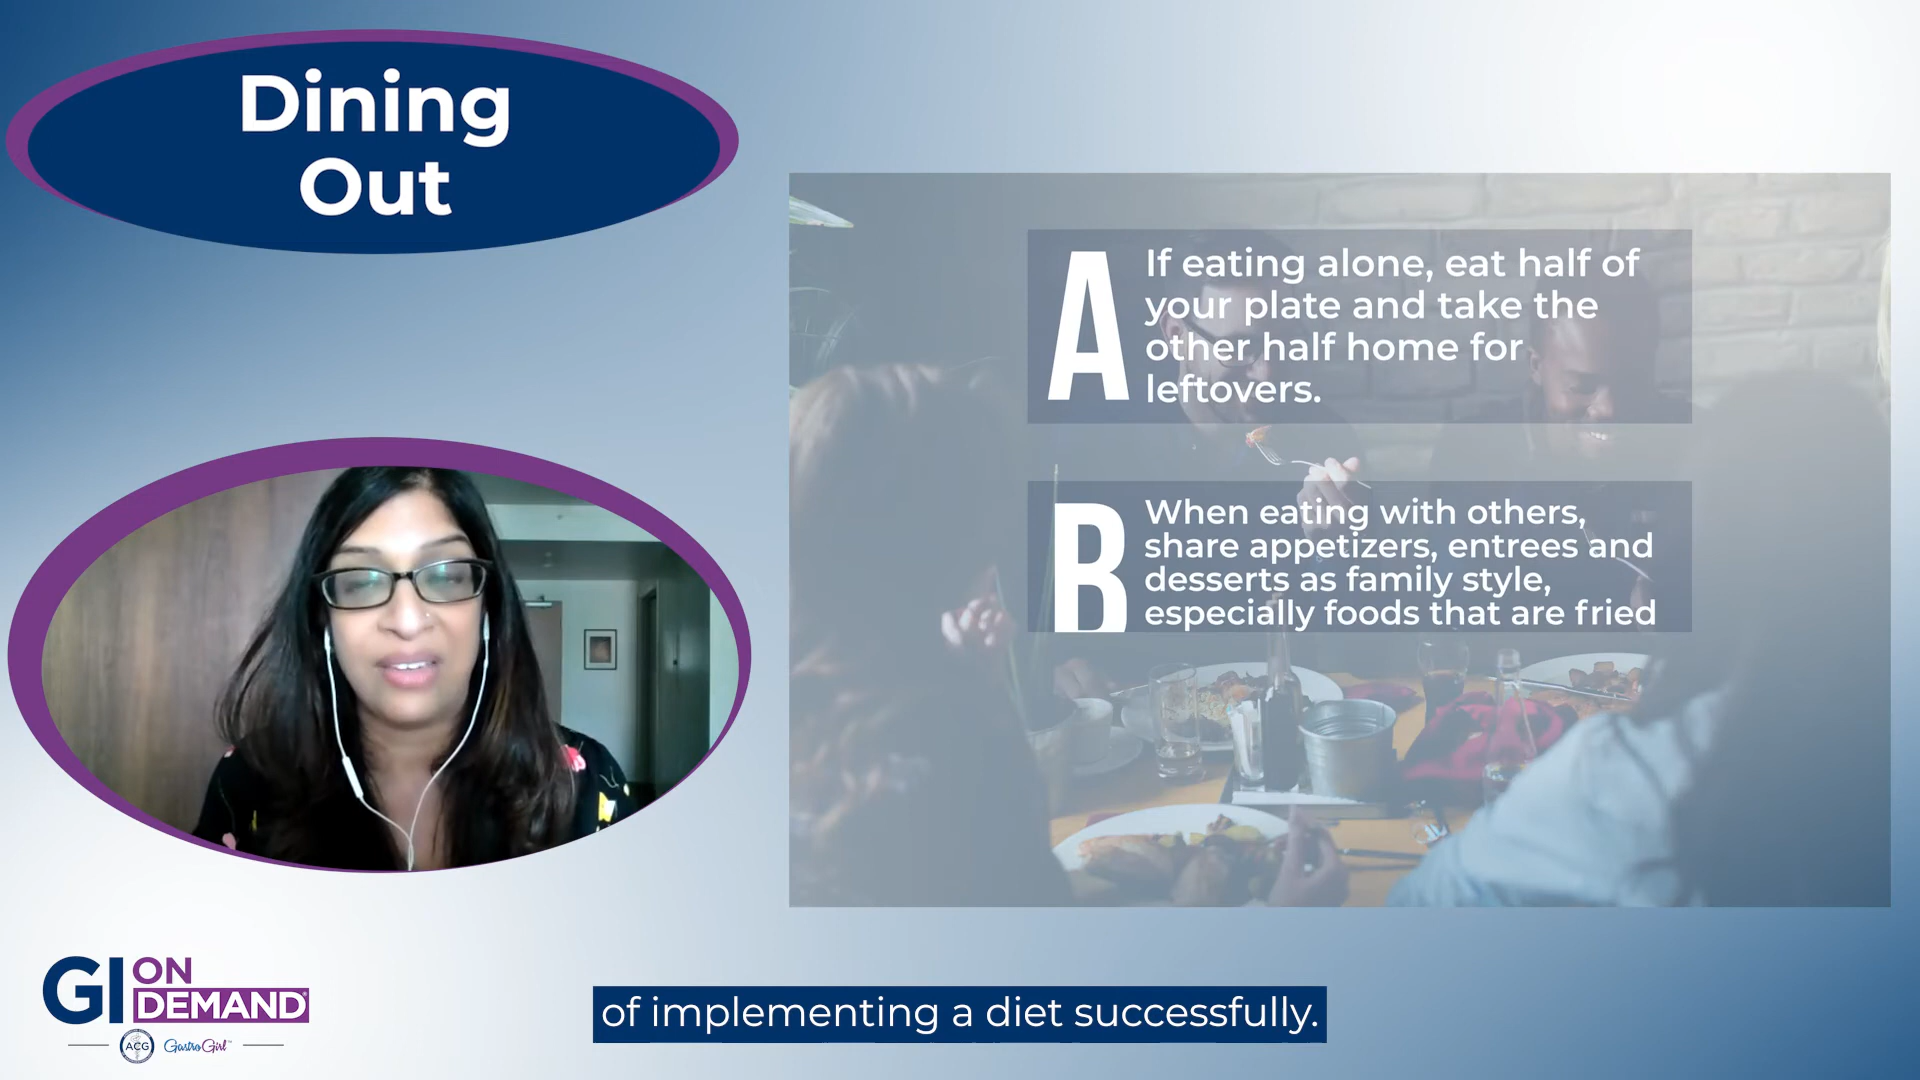 Dining
Out
A
If eating alone, eat half of
your plate and take the
other half home for
leftovers.
B
When eating with others,
share appetizers, entrees and
desserts as family style,
especially foods that are fried
GI ON
DEMAND
ACG
GastroGirl
of implementing a diet successfully.